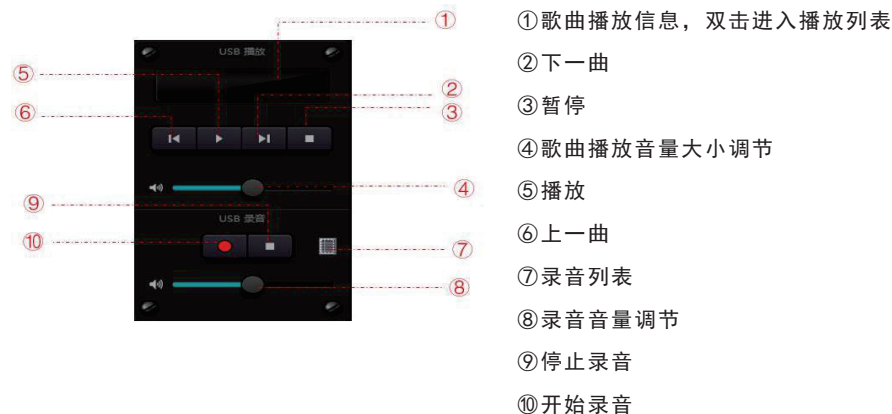 ①
USB 播放
⑤
②
⑥
③
④
⑨
USB 录音
⑩
⑦
⑧
①歌曲播放信息，双击进入播放列表
②下一曲
③暂停
④歌曲播放音量大小调节
⑤播放
⑥上一曲
⑦录音列表
⑧录音音量调节
⑨停止录音
⑩开始录音